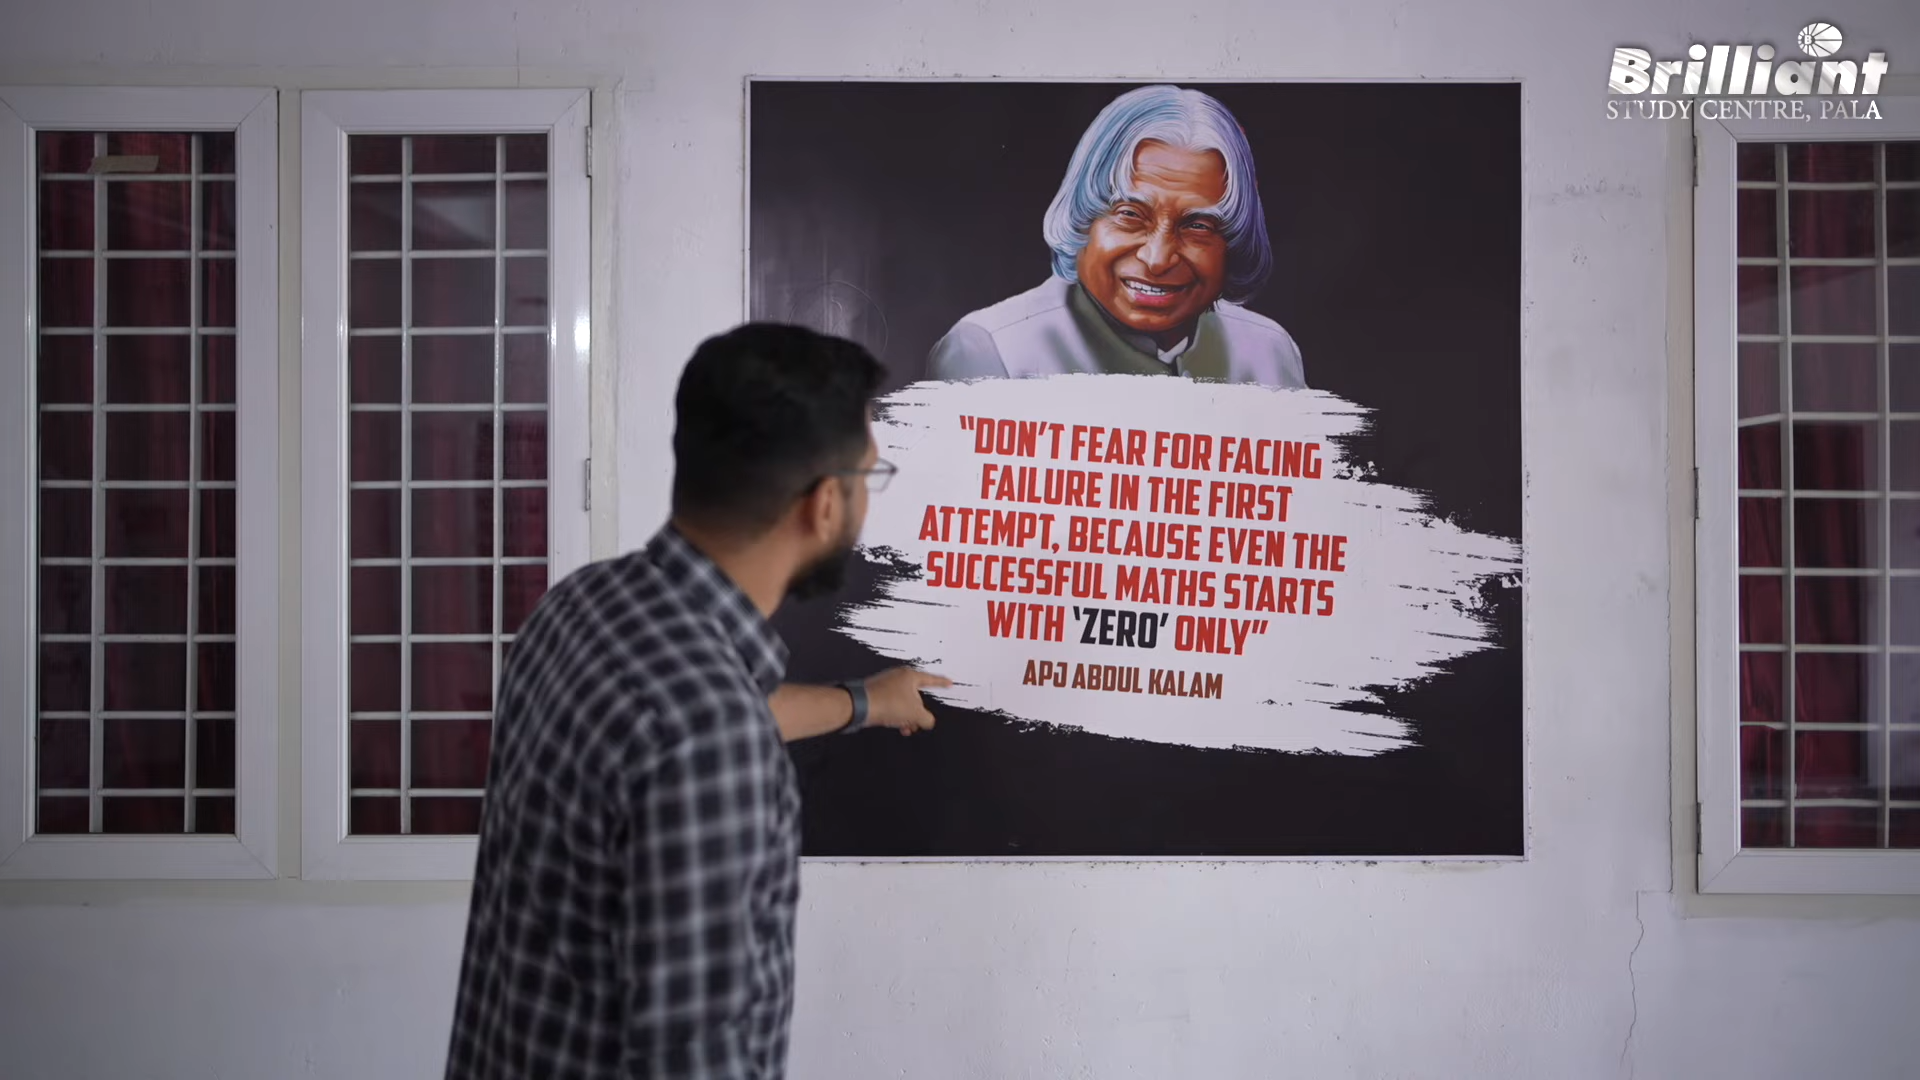 Brilliant
STUDY CENTRE, PALA
“DON’T FEAR FOR FACING
FAILURE IN THE FIRST
ATTEMPT, BECAUSE EVEN THE
SUCCESSFUL MATHS STARTS
WITH ‘ZERO’ ONLY”
APJ ABDUL KALAM